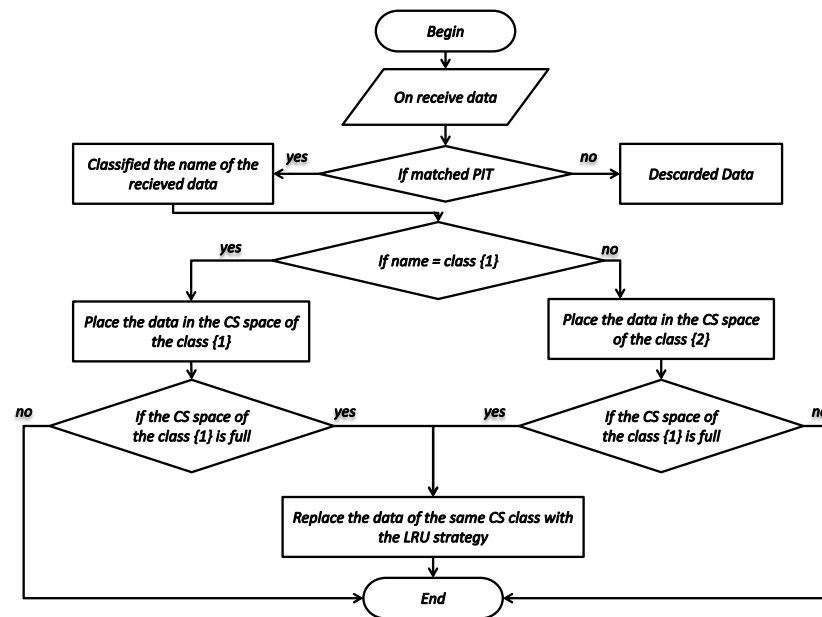 Begin
On receive data
yes
no
Classified the name of the
recieved data
If matched PIT
Descarded Data
yes
no
If name = class {1}
Place the data in the CS space of
the class {1}
Place the data in the CS space
of the class {2}
no
If the CS space of
the class {1} is full
yes
yes
If the CS space of
the class {1} is full
no
Replace the data of the same CS class with
the LRU strategy
End